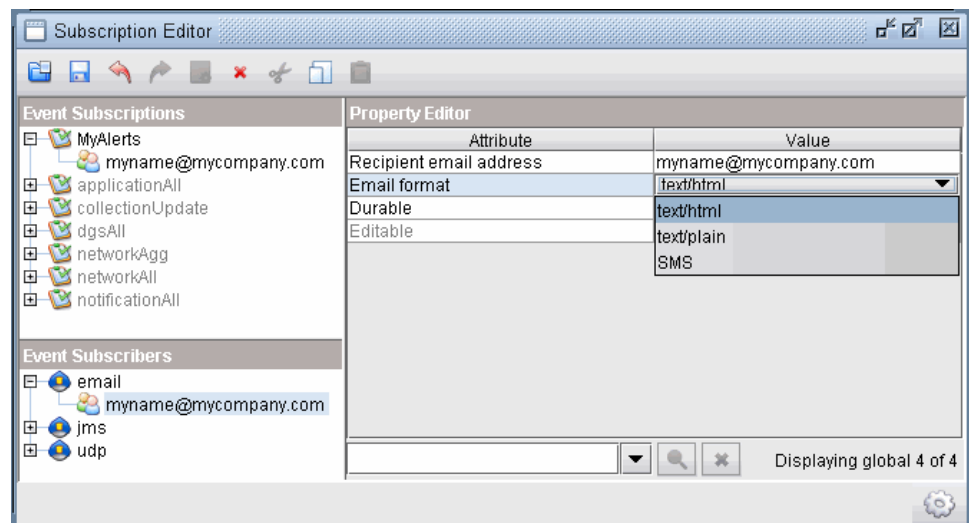 Subscription Editor
Event Subscriptions
MyAlerts
myname@mycompany.com
applicationAll
collectionUpdate
dgsAll
networkAgg
networkAll
notificationAll
Event Subscribers
email
myname@mycompany.com
jms
udp
Property Editor
Attribute Value
Recipient email address myname@mycompany.com
Email format text/html
Durable text/html
Editable text/plain
SMS
Displaying global 4 of 4